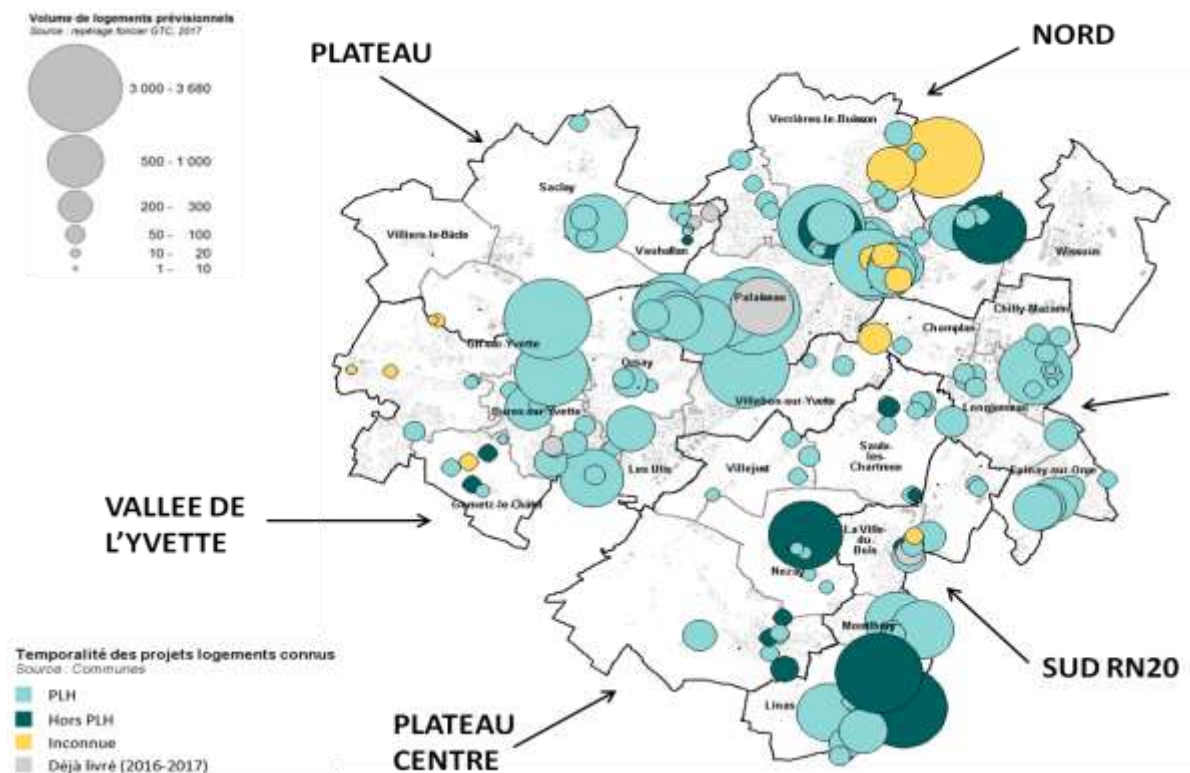 Volume de logements prévisionnels
Source : repérage foncier GTC, 2017
3 000 - 3 680
500 - 1 000
200 - 300
50 - 100
10 - 20
1 - 10
PLATEAU
NORD
Verrières-le-Buisson
Saclay
Villiers-le-Bâcle
Vauhallan
Wissous
Palaiseau
Chilly-Mazarin
Champlan
Gif-sur-Yvette
Orsay
Bures-sur-Yvette
Villebon-sur-Yvette
Longjumeau
Saulx-
les-
Chartreux
Les Ulis
Villejust
Epinay-sur-Orge
Gometz-le-Châtel
VALLEE DE
L'YVETTE
La Ville-
du-
Bois
Nozay
Montlhéry
SUD RN20
Linas
PLATEAU
CENTRE
Temporalité des projets logements connus
Source : Communes
PLH
Hors PLH
Inconnue
Déjà livré (2016-2017)